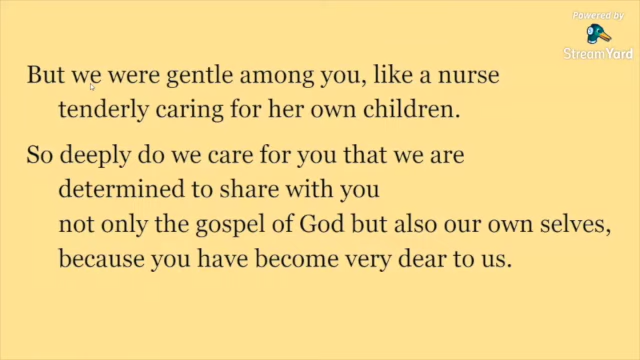 Powered by
StreamYard
But we were gentle among you, like a nurse
tenderly caring for her own children.
So deeply do we care for you that we are
determined to share with you
not only the gospel of God but also our own selves,
because you have become very dear to us.